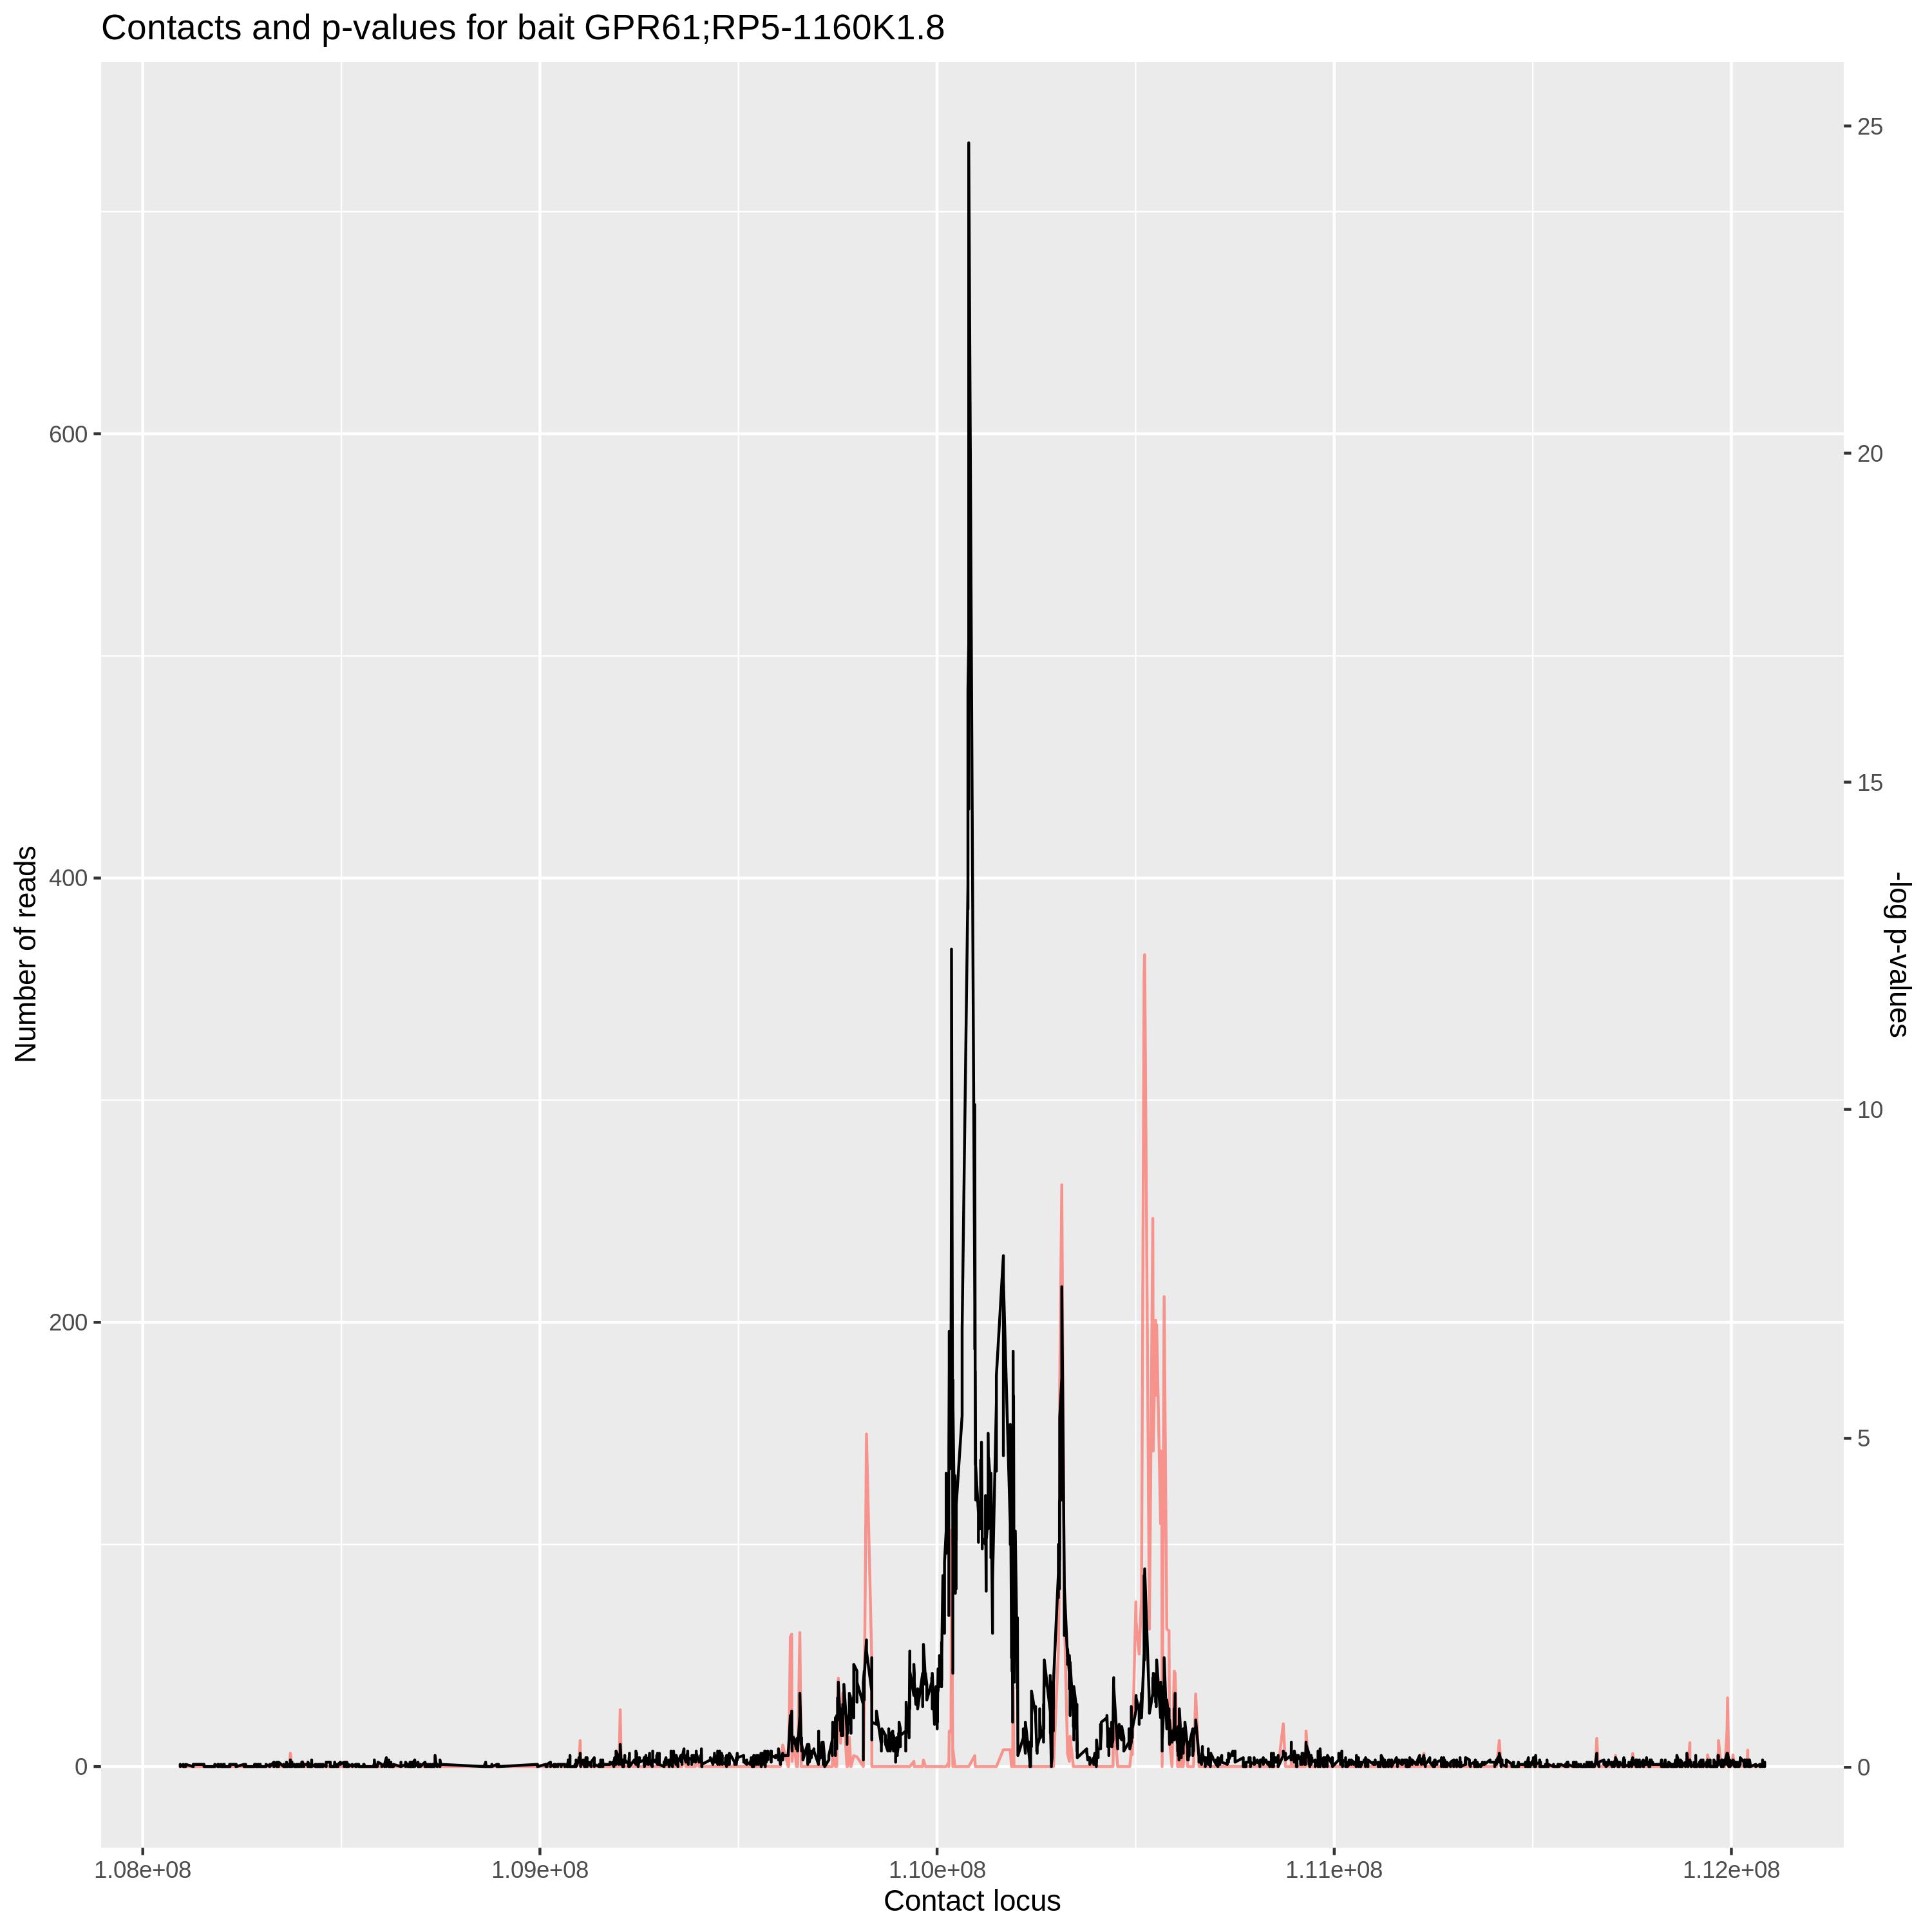 Contacts and p-values for bait GPR61;RP5-1160K1.8
Number of reads
600
400
200
0
25
20
15
10
5
0
-log p-values
1.08e+08
1.09e+08
1.10e+08
1.11e+08
1.12e+08
Contact locus